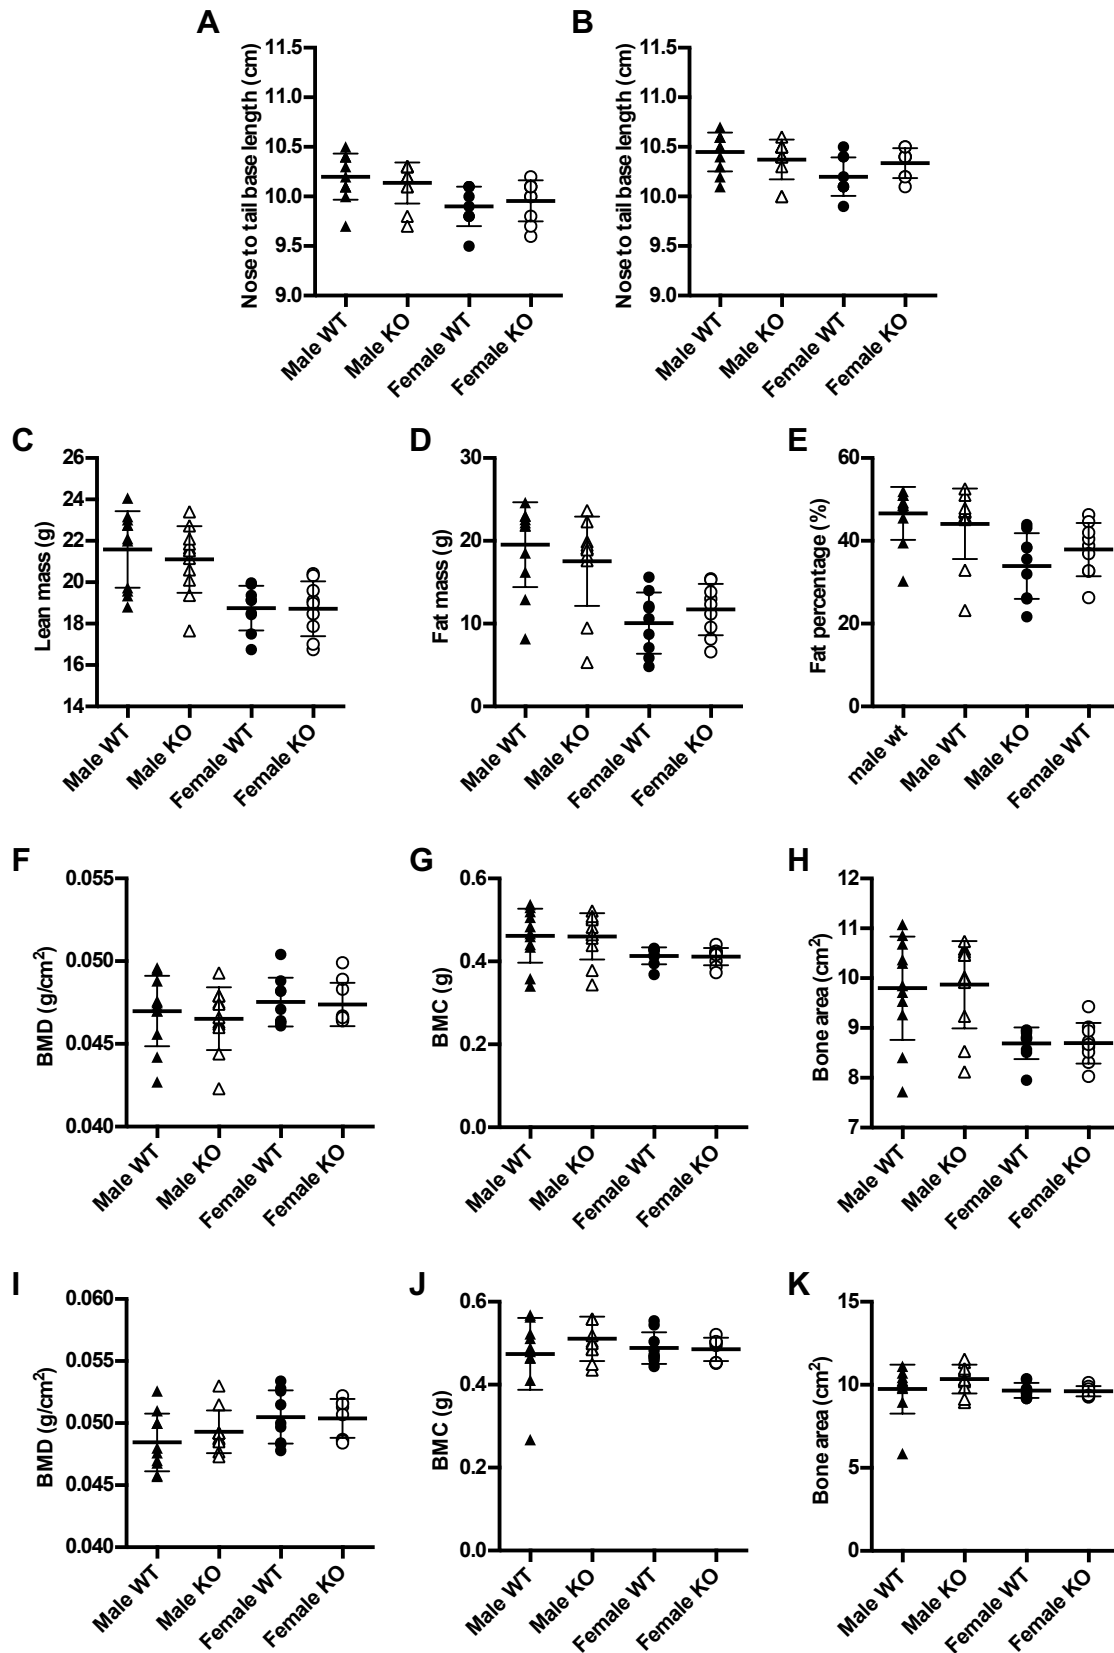 A
Nose to tail base length (cm)
11.5
11.0
10.5
10.0
9.5
9.0
Male WT
Male KO
Female WT
Female KO
B
Nose to tail base length (cm)
11.5
11.0
10.5
10.0
9.5
9.0
Male WT
Male KO
Female WT
Female KO
C
Lean mass (g)
26
24
22
20
18
16
14
Male WT
Male KO
Female WT
Female KO
D
Fat mass (g)
30
20
10
0
Male WT
Male KO
Female WT
Female KO
E
Fat percentage (%)
60
40
20
0
male wt
Male WT
Male KO
Female WT
F
BMD (g/cm²)
0.055
0.050
0.045
0.040
Male WT
Male KO
Female WT
Female KO
G
BMC (g)
0.6
0.4
0.2
0.0
Male WT
Male KO
Female WT
Female KO
H
Bone area (cm²)
12
11
10
9
8
7
Male WT
Male KO
Female WT
Female KO
I
BMD (g/cm²)
0.060
0.055
0.050
0.045
0.040
Male WT
Male KO
Female WT
Female KO
J
BMC (g)
0.6
0.4
0.2
0.0
Male WT
Male KO
Female WT
Female KO
K
Bone area (cm²)
15
10
5
0
Male WT
Male KO
Female WT
Female KO